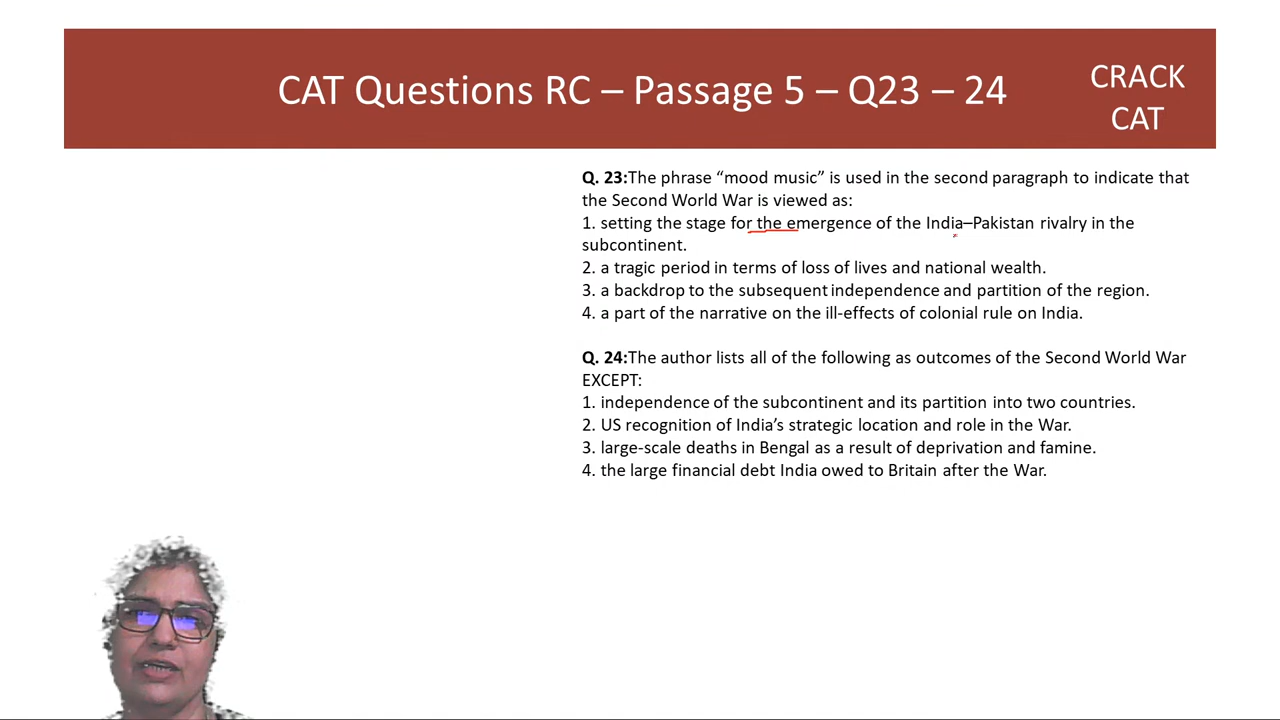 CAT Questions RC – Passage 5 – Q23 – 24
CRACK
CAT
Q. 23:The phrase “mood music” is used in the second paragraph to indicate that
the Second World War is viewed as:
1. setting the stage for the emergence of the India–Pakistan rivalry in the
subcontinent.
2. a tragic period in terms of loss of lives and national wealth.
3. a backdrop to the subsequent independence and partition of the region.
4. a part of the narrative on the ill-effects of colonial rule on India.
Q. 24:The author lists all of the following as outcomes of the Second World War
EXCEPT:
1. independence of the subcontinent and its partition into two countries.
2. US recognition of India’s strategic location and role in the War.
3. large-scale deaths in Bengal as a result of deprivation and famine.
4. the large financial debt India owed to Britain after the War.